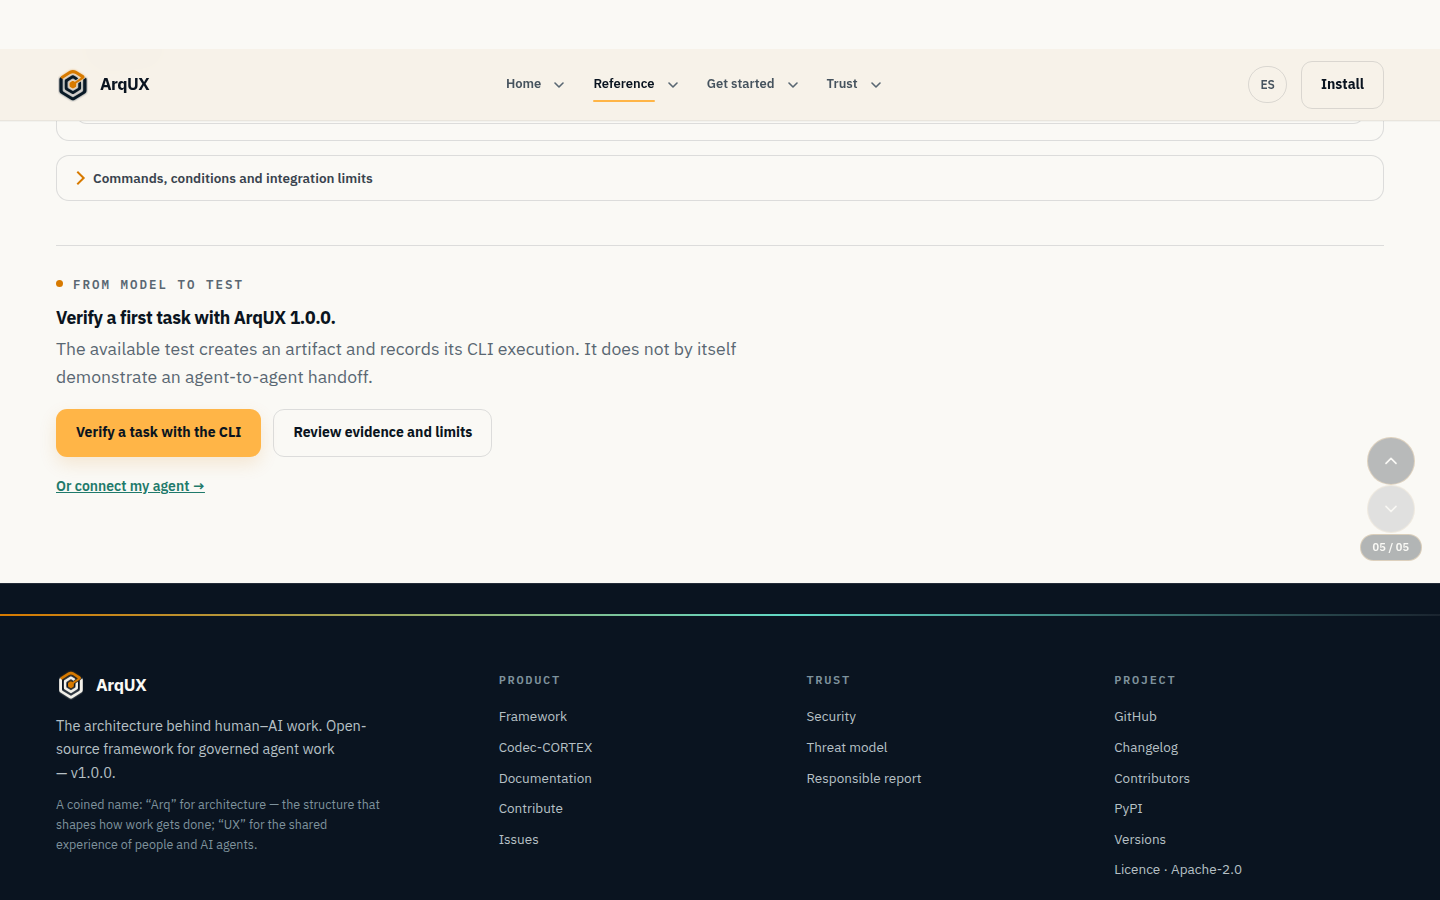 ArqUX
Home
Reference
Get started
Trust
ES
Install
Commands, conditions and integration limits
FROM MODEL TO TEST
Verify a first task with ArqUX 1.0.0.
The available test creates an artifact and records its CLI execution. It does not by itself
demonstrate an agent-to-agent handoff.
Verify a task with the CLI
Review evidence and limits
Or connect my agent →
05 / 05
ArqUX
The architecture behind human–AI work. Open-
source framework for governed agent work
— v1.0.0.
A coined name: “Arq” for architecture — the structure that
shapes how work gets done; “UX” for the shared
experience of people and AI agents.
PRODUCT
Framework
Codec-CORTEX
Documentation
Contribute
Issues
TRUST
Security
Threat model
Responsible report
PROJECT
GitHub
Changelog
Contributors
PyPI
Versions
Licence · Apache-2.0